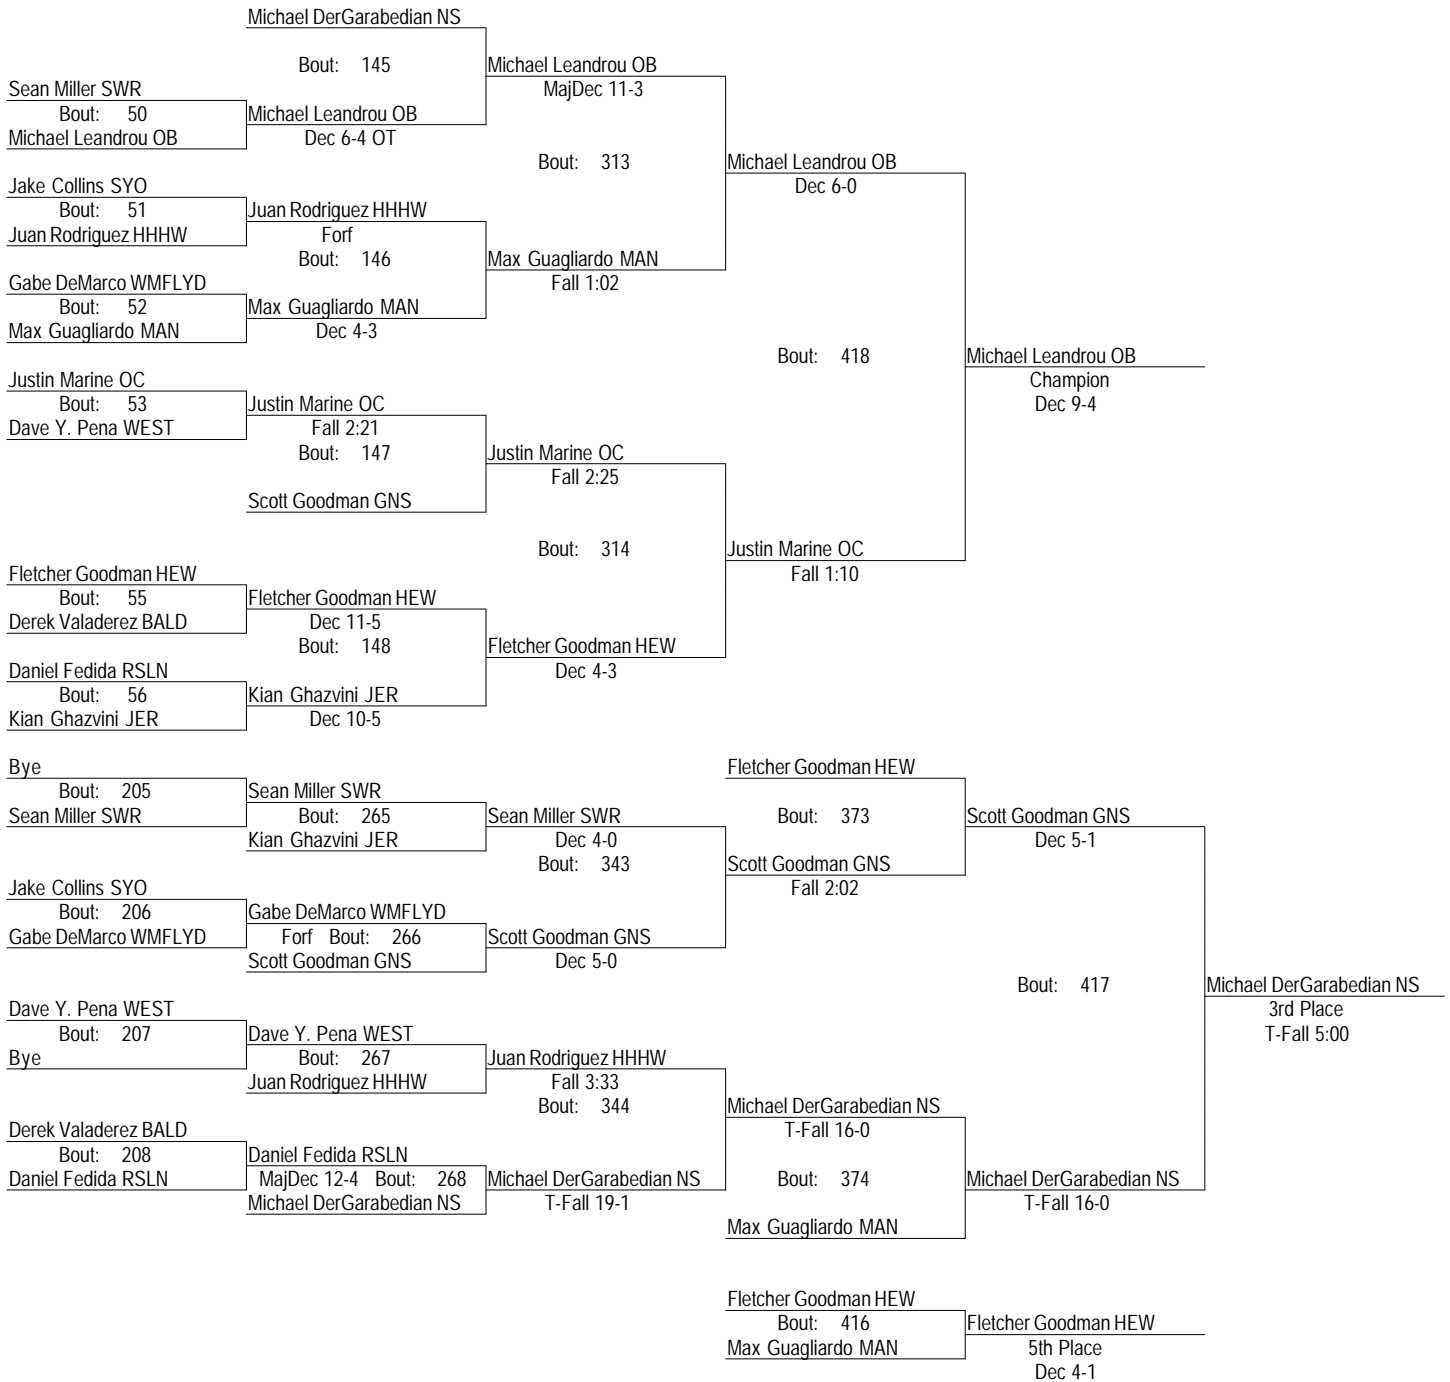 Michael DerGarabedian NS
Bout: 145
Michael Leandrou OB
MajDec 11-3
Sean Miller SWR
Bout: 50
Michael Leandrou OB
Michael Leandrou OB
Dec 6-4 OT
Bout: 313
Michael Leandrou OB
Dec 6-0
Jake Collins SYO
Bout: 51
Juan Rodriguez HHHW
Juan Rodriguez HHHW
Forf
Bout: 146
Max Guagliardo MAN
Fall 1:02
Gabe DeMarco WMFLYD
Bout: 52
Max Guagliardo MAN
Max Guagliardo MAN
Dec 4-3
Bout: 418
Michael Leandrou OB
Champion
Dec 9-4
Justin Marine OC
Bout: 53
Dave Y. Pena WEST
Justin Marine OC
Fall 2:21
Bout: 147
Justin Marine OC
Fall 2:25
Scott Goodman GNS
Bout: 314
Justin Marine OC
Fall 1:10
Fletcher Goodman HEW
Bout: 55
Derek Valaderez BALD
Fletcher Goodman HEW
Dec 11-5
Bout: 148
Fletcher Goodman HEW
Dec 4-3
Daniel Fedida RSLN
Bout: 56
Kian Ghazvini JER
Kian Ghazvini JER
Dec 10-5
Bye
Bout: 205
Sean Miller SWR
Sean Miller SWR
Bout: 265
Kian Ghazvini JER
Sean Miller SWR
Dec 4-0
Bout: 343
Fletcher Goodman HEW
Bout: 373
Scott Goodman GNS
Fall 2:02
Scott Goodman GNS
Dec 5-1
Jake Collins SYO
Bout: 206
Gabe DeMarco WMFLYD
Gabe DeMarco WMFLYD
Forf Bout: 266
Scott Goodman GNS
Scott Goodman GNS
Dec 5-0
Bout: 417
Michael DerGarabedian NS
3rd Place
T-Fall 5:00
Dave Y. Pena WEST
Bout: 207
Bye
Dave Y. Pena WEST
Bout: 267
Juan Rodriguez HHHW
Juan Rodriguez HHHW
Fall 3:33
Bout: 344
Michael DerGarabedian NS
T-Fall 16-0
Bout: 374
Max Guagliardo MAN
Michael DerGarabedian NS
T-Fall 16-0
Derek Valaderez BALD
Bout: 208
Daniel Fedida RSLN
Daniel Fedida RSLN
MajDec 12-4 Bout: 268
Michael DerGarabedian NS
Michael DerGarabedian NS
T-Fall 19-1
Fletcher Goodman HEW
Bout: 416
Max Guagliardo MAN
Fletcher Goodman HEW
5th Place
Dec 4-1